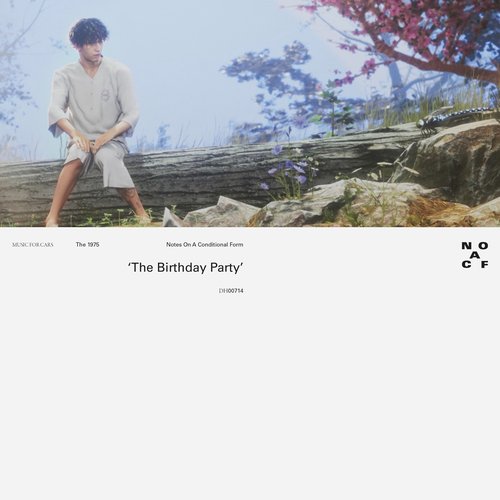 MUSIC FOR CARS The 1975 Notes On A Conditional Form
‘The Birthday Party’
DH00714
N O
A
C F